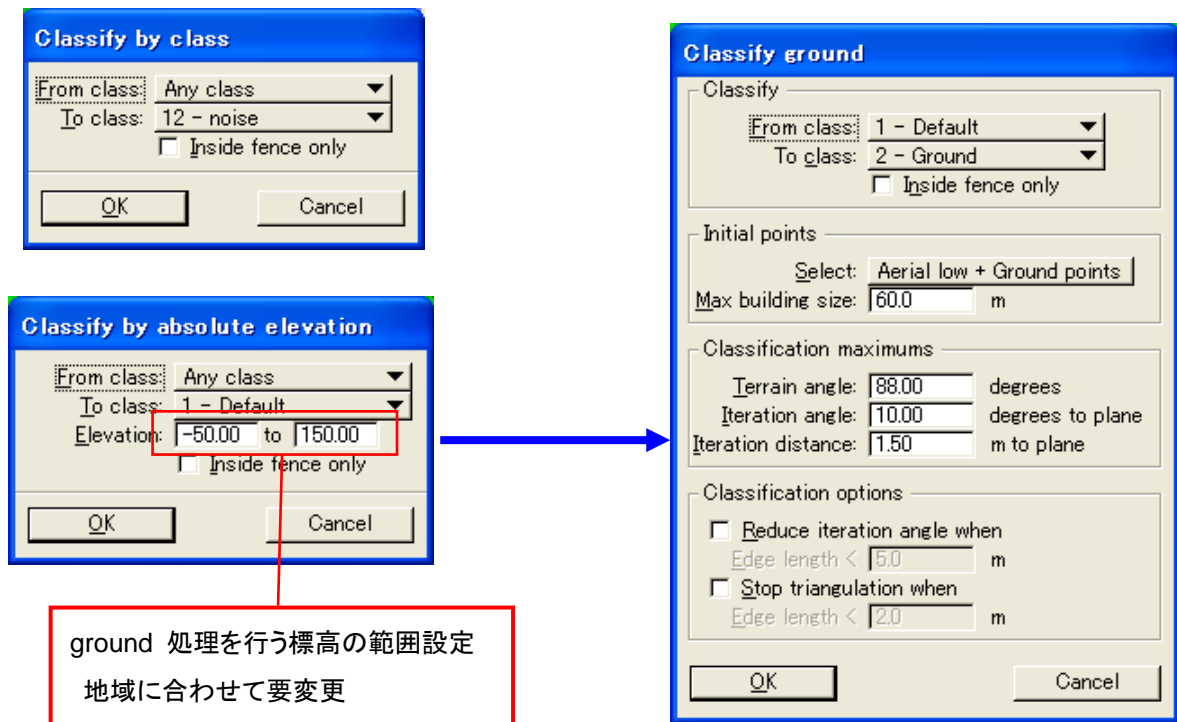 Classify by class
From class: Any class
To class: 12 - noise
Inside fence only
OK Cancel
Classify by absolute elevation
From class: Any class
To class: 1 - Default
Elevation: -50.00 to 150.00
Inside fence only
OK Cancel
ground 処理を行う標高の範囲設定
地域に合わせて要変更
Classify ground
Classify
From class: 1 - Default
To class: 2 - Ground
Inside fence only
Initial points
Select: Aerial low + Ground points
Max building size: 60.0 m
Classification maximums
Terrain angle: 88.00 degrees
Iteration angle: 10.00 degrees to plane
Iteration distance: 1.50 m to plane
Classification options
Reduce iteration angle when
Edge length < 5.0 m
Stop triangulation when
Edge length < 2.0 m
OK Cancel